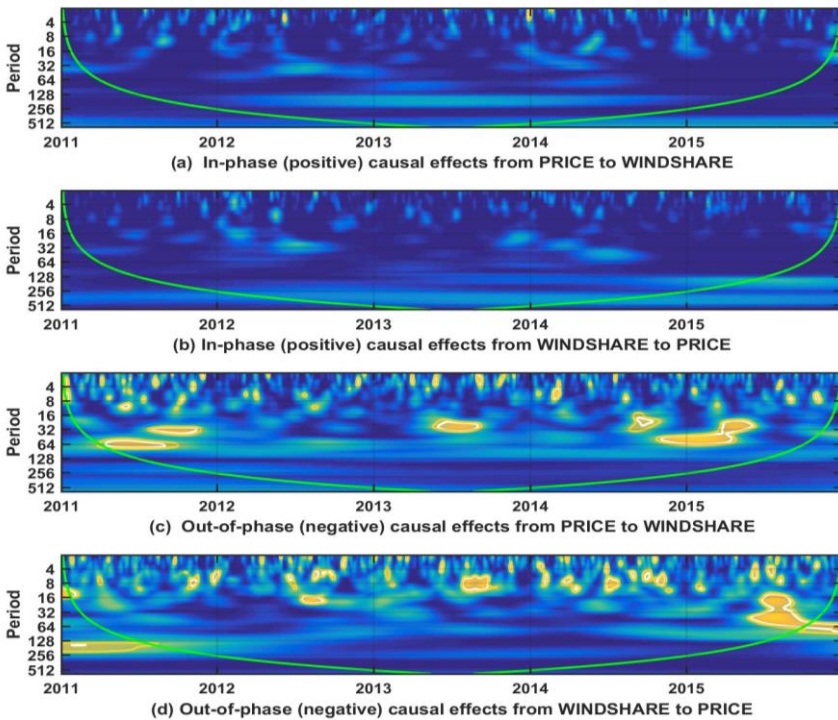 Period
4
8
16
32
64
128
256
512
2011 2012 2013 2014 2015
(a) In-phase (positive) causal effects from PRICE to WINDSHARE
Period
4
8
16
32
64
128
256
512
2011 2012 2013 2014 2015
(b) In-phase (positive) causal effects from WINDSHARE to PRICE
Period
4
8
16
32
64
128
256
512
2011 2012 2013 2014 2015
(c) Out-of-phase (negative) causal effects from PRICE to WINDSHARE
Period
4
8
16
32
64
128
256
512
2011 2012 2013 2014 2015
(d) Out-of-phase (negative) causal effects from WINDSHARE to PRICE